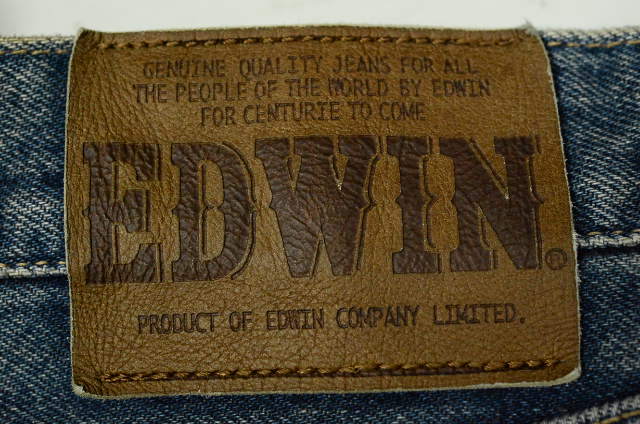 GENUINE QUALITY JEANS FOR ALL
THE PEOPLE OF THE WORLD BY EDWIN
FOR CENTURIE TO COME
EDWIN®
PRODUCT OF EDWIN COMPANY LIMITED.